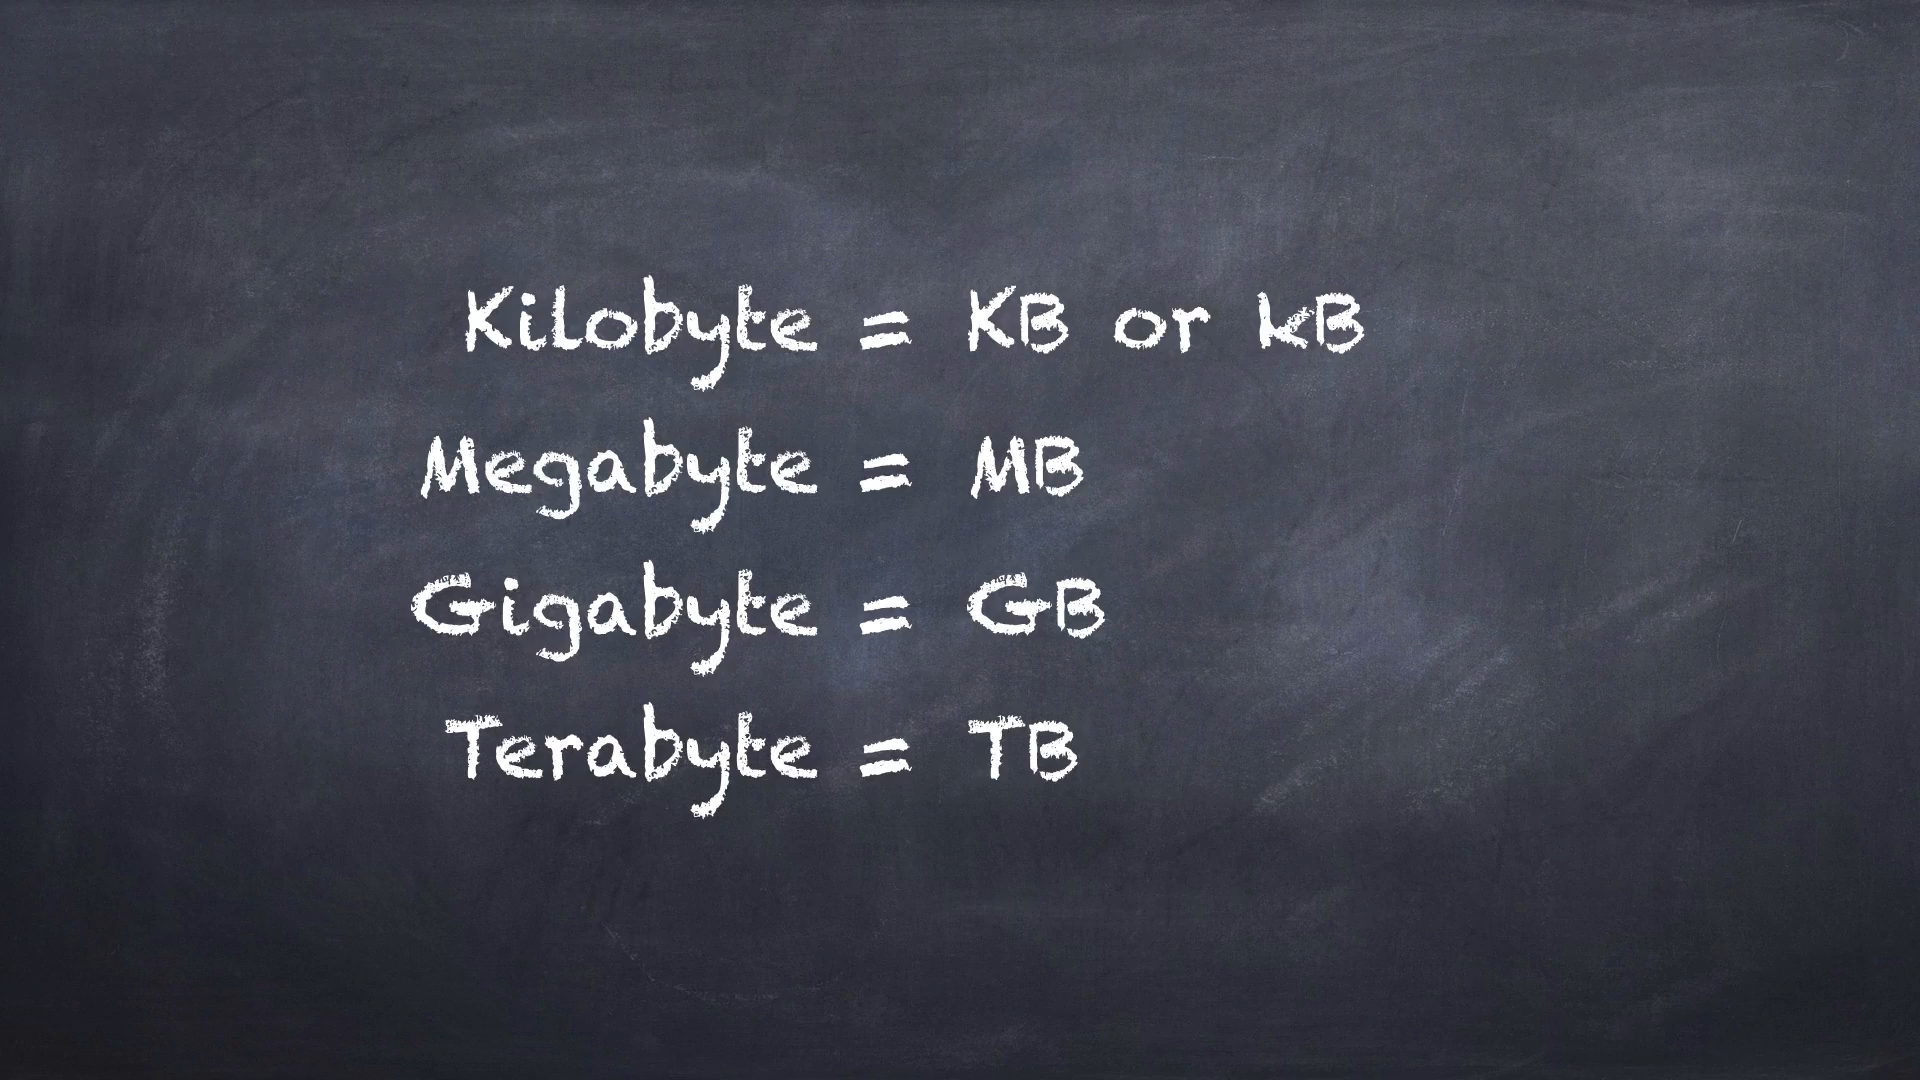 Kilobyte = KB or kB
Megabyte = MB
Gigabyte = GB
Terabyte = TB